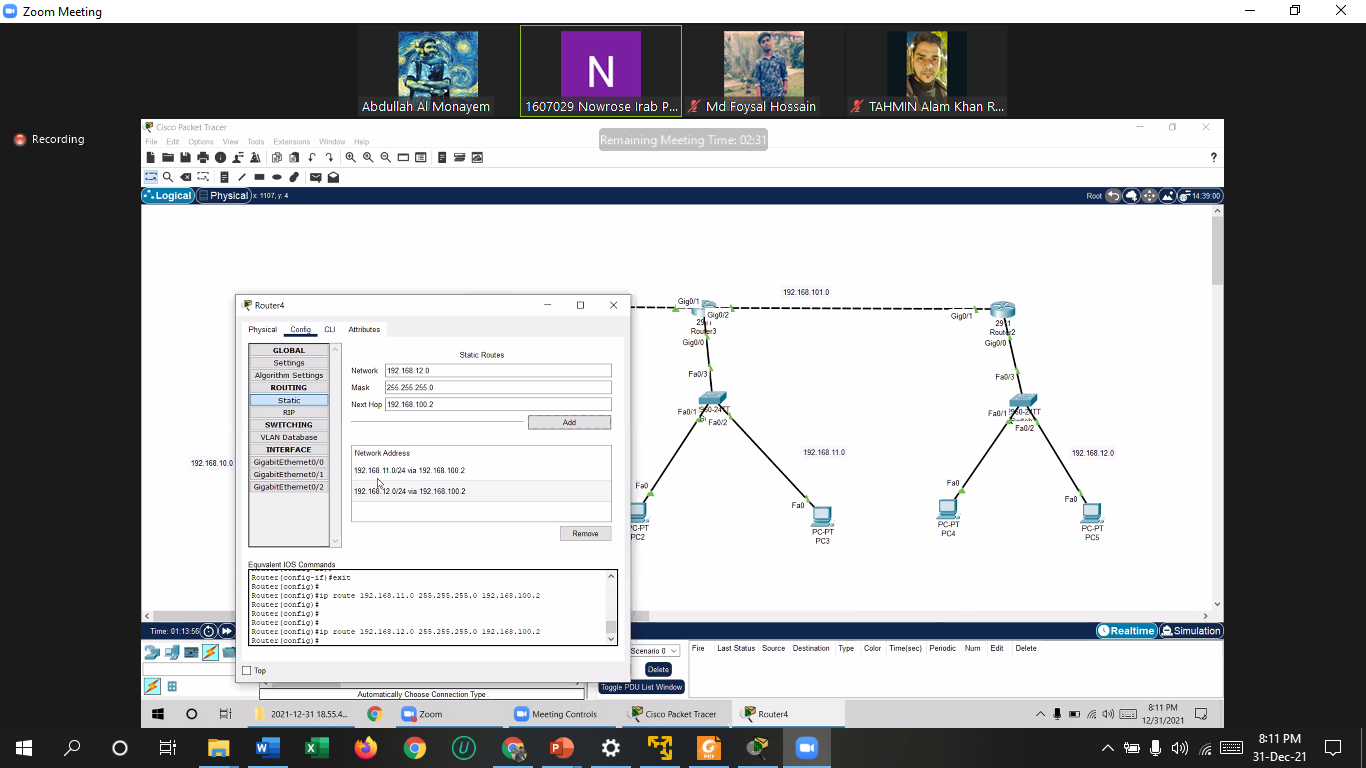 Zoom Meeting
N
Abdullah Al Monayem
1607029 Nowrose Irab P...
Md Foysal Hossain
TAHMIN Alam Khan R...
Recording
Cisco Packet Tracer
File Edit Options View Tools Extensions Window Help
Remaining Meeting Time: 02:31
?
Logical Physical x: 1107, y: 4
Root 14:39:00
192.168.101.0
Gig0/1
Gig0/2
Router3
Gig0/0
Gig0/1
Router2
Gig0/0
Fa0/3
Fa0/3
Fa0/1
Fa0/2
Fa0/1
Fa0/2
192.168.10.0
192.168.11.0
192.168.12.0
Fa0
Fa0
Fa0
Fa0
PC2
PC-PT
PC3
PC-PT
PC4
PC-PT
PC5
Router4
Physical Config CLI Attributes
GLOBAL
Settings
Algorithm Settings
ROUTING
Static
RIP
SWITCHING
VLAN Database
INTERFACE
GigabitEthernet0/0
GigabitEthernet0/1
GigabitEthernet0/2
Static Routes
Network 192.168.12.0
Mask 255.255.255.0
Next Hop 192.168.100.2
Add
Network Address
192.168.11.0/24 via 192.168.100.2
192.168.12.0/24 via 192.168.100.2
Remove
Equivalent IOS Commands
Router(config-if)#exit
Router(config)#
Router(config)#ip route 192.168.11.0 255.255.255.0 192.168.100.2
Router(config)#
Router(config)#
Router(config)#
Router(config)#ip route 192.168.12.0 255.255.255.0 192.168.100.2
Router(config)#
Top
Time: 01:13:56
Realtime Simulation
Scenario 0
Delete
Toggle PDU List Window
Fire Last Status Source Destination Type Color Time(sec) Periodic Num Edit Delete
Automatically Choose Connection Type
2021-12-31 18.55.4...
Zoom
Meeting Controls
Cisco Packet Tracer
Router4
8:11 PM
12/31/2021
8:11 PM
31-Dec-21